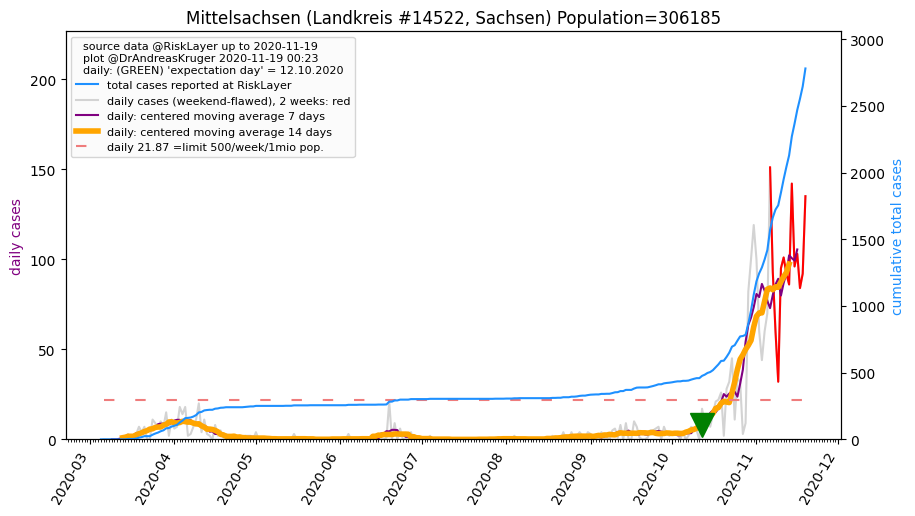 Mittelsachsen (Landkreis #14522, Sachsen) Population=306185
source data @RiskLayer up to 2020-11-19
plot @DrAndreasKruger 2020-11-19 00:23
daily: (GREEN) 'expectation day' = 12.10.2020
total cases reported at RiskLayer
daily cases (weekend-flawed), 2 weeks: red
daily: centered moving average 7 days
daily: centered moving average 14 days
daily 21.87 =limit 500/week/1mio pop.
daily cases
200
150
100
50
0
3000
2500
2000
1500
1000
500
0
cumulative total cases
2020-03
2020-04
2020-05
2020-06
2020-07
2020-08
2020-09
2020-10
2020-11
2020-12